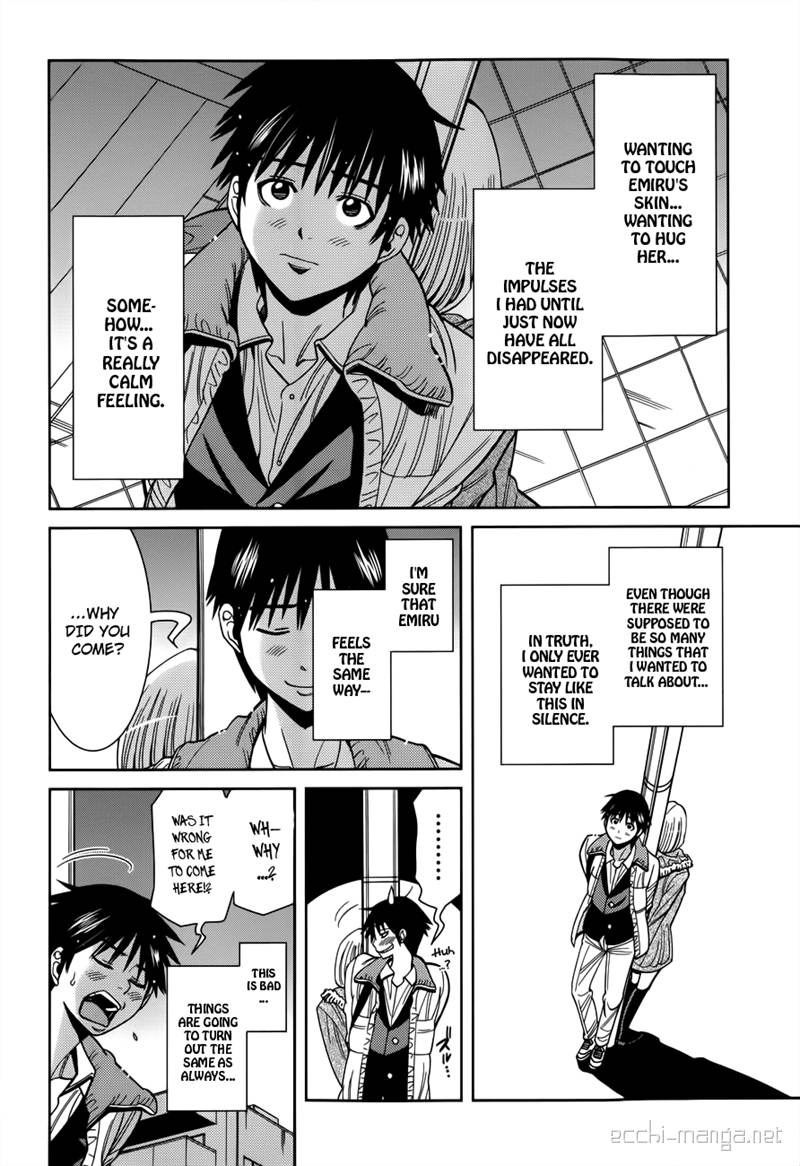 WANTING
TO TOUCH
EMIRU'S
SKIN...
WANTING
TO HUG
HER...
THE
IMPULSES
I HAD UNTIL
JUST NOW
HAVE ALL
DISAPPEARED.
SOME-
HOW...
IT'S A
REALLY
CALM
FEELING.
EVEN THOUGH
THERE WERE
SUPPOSED TO
BE SO MANY
THINGS THAT
I WANTED TO
TALK ABOUT...
IN TRUTH,
I ONLY EVER
WANTED TO
STAY LIKE
THIS IN
SILENCE.
I'M
SURE THAT
EMIRU
FEELS
THE SAME
WAY--
...WHY
DID YOU
COME?
.........
Huh
..?
ズル..
WH--
WHY
...?
WAS IT
WRONG
FOR ME
TO COME
HERE!?
THIS
IS BAD
...
THINGS
ARE GOING
TO TURN
OUT THE
SAME AS
ALWAYS...
ecchi-manga.net